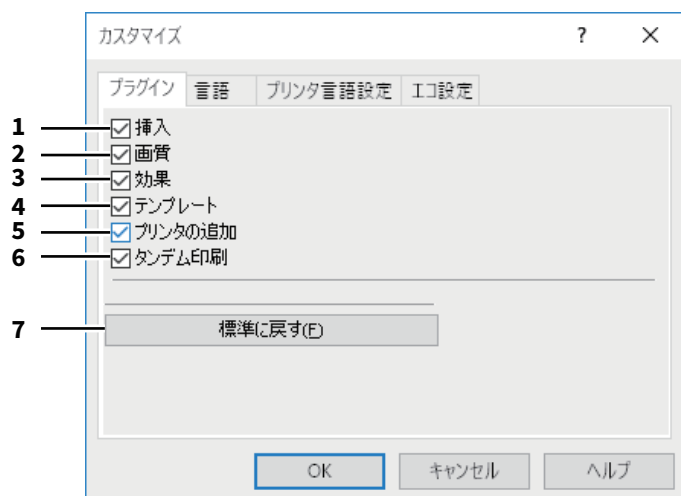 カスタマイズ ? ×
プラグイン 言語 プリンタ言語設定 エコ設定
1 挿入
2 画質
3 効果
4 テンプレート
5 プリンタの追加
6 タンデム印刷
7 標準に戻す(F)
OK キャンセル ヘルプ